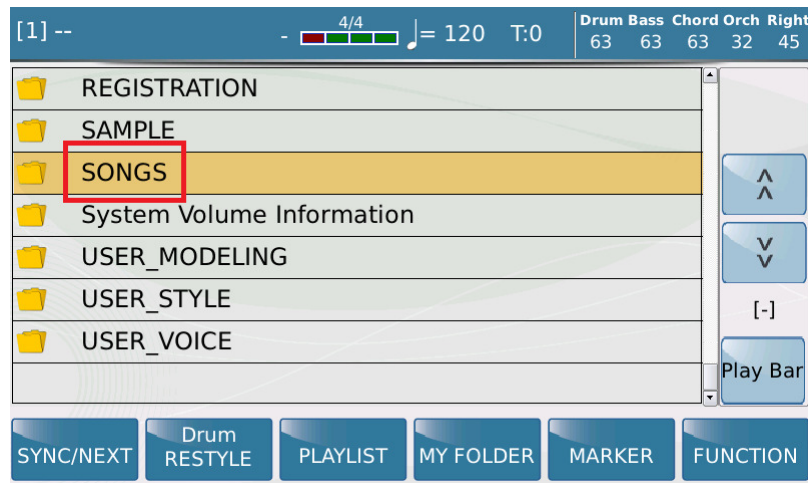 [1] -- - 4/4 ♩= 120 T:0 Drum Bass Chord Orch Right
63 63 63 32 45
REGISTRATION
SAMPLE
SONGS
System Volume Information
USER_MODELING
USER_STYLE
[-]
USER_VOICE
Play Bar
SYNC/NEXT Drum RESTYLE PLAYLIST MY FOLDER MARKER FUNCTION